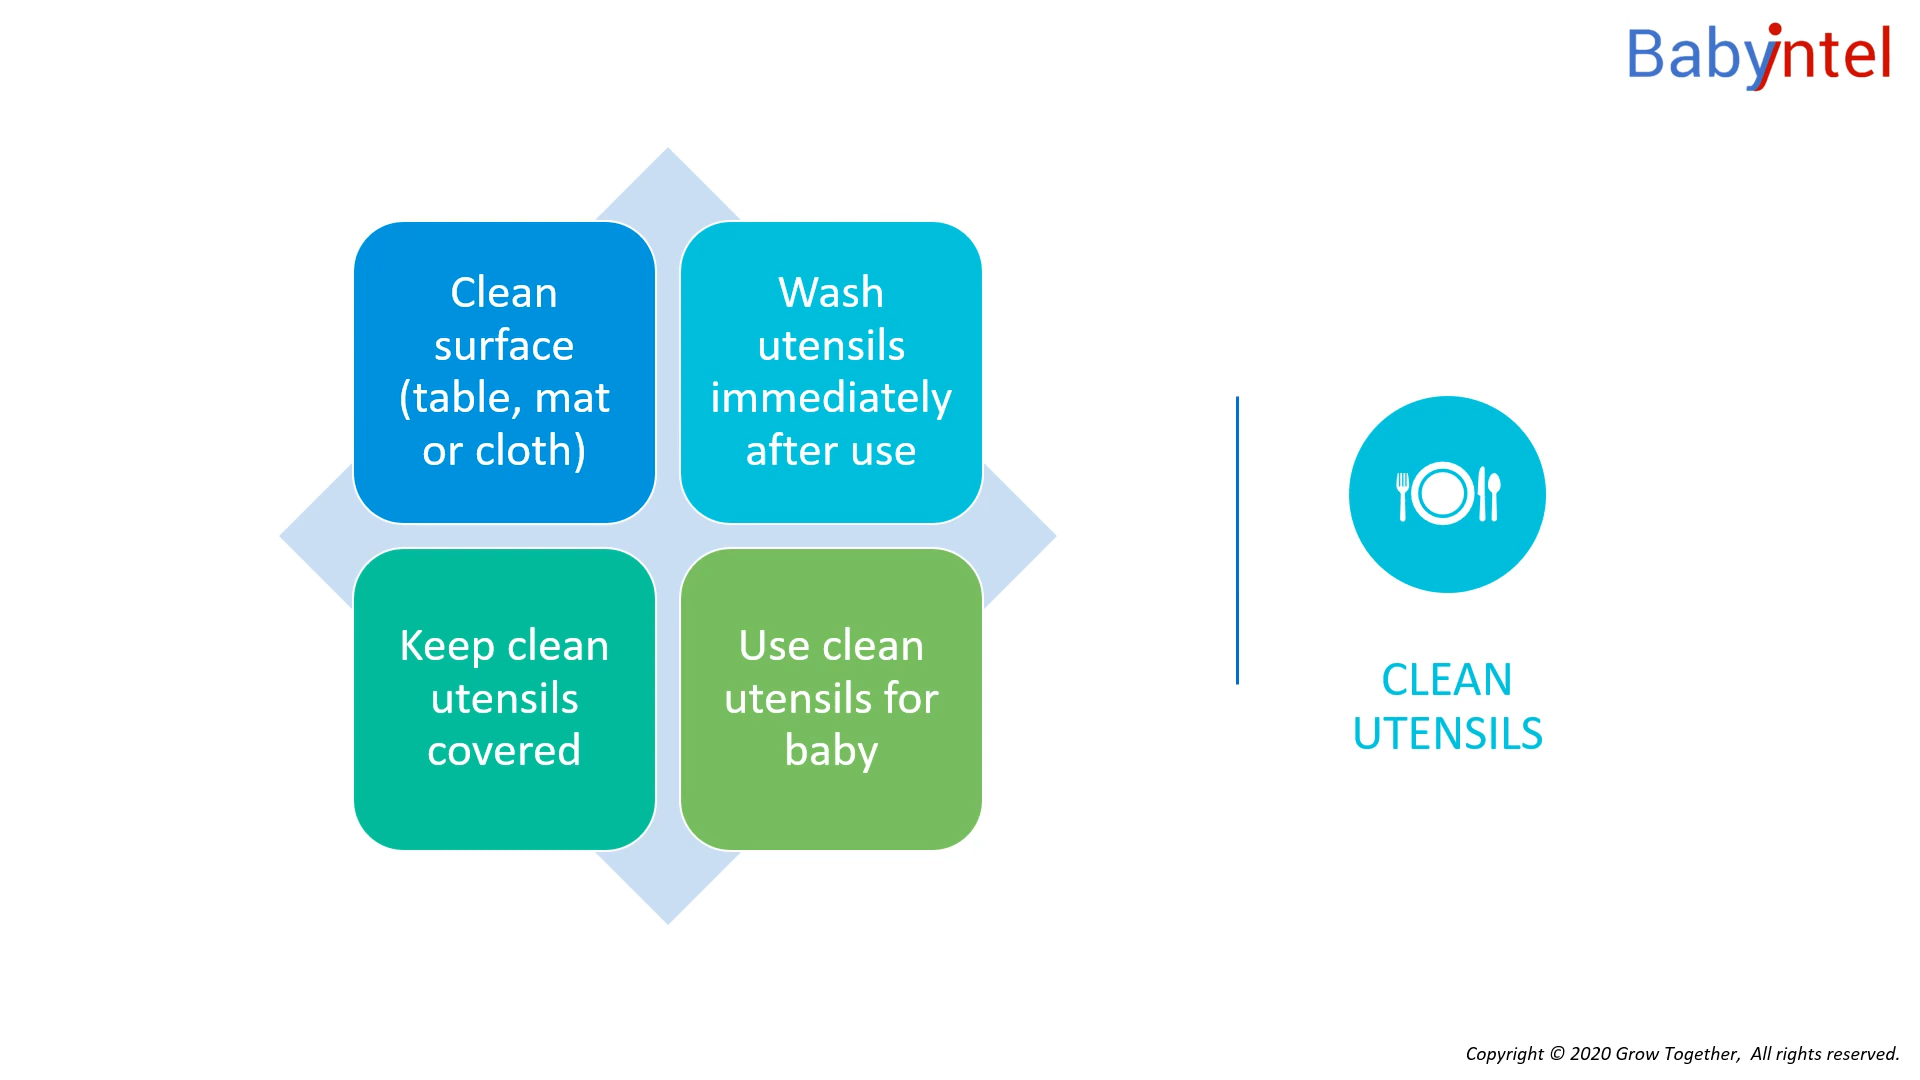 Babyintel
Clean
surface
(table, mat
or cloth)
Wash
utensils
immediately
after use
Keep clean
utensils
covered
Use clean
utensils for
baby
CLEAN
UTENSILS
Copyright © 2020 Grow Together,  All rights reserved.